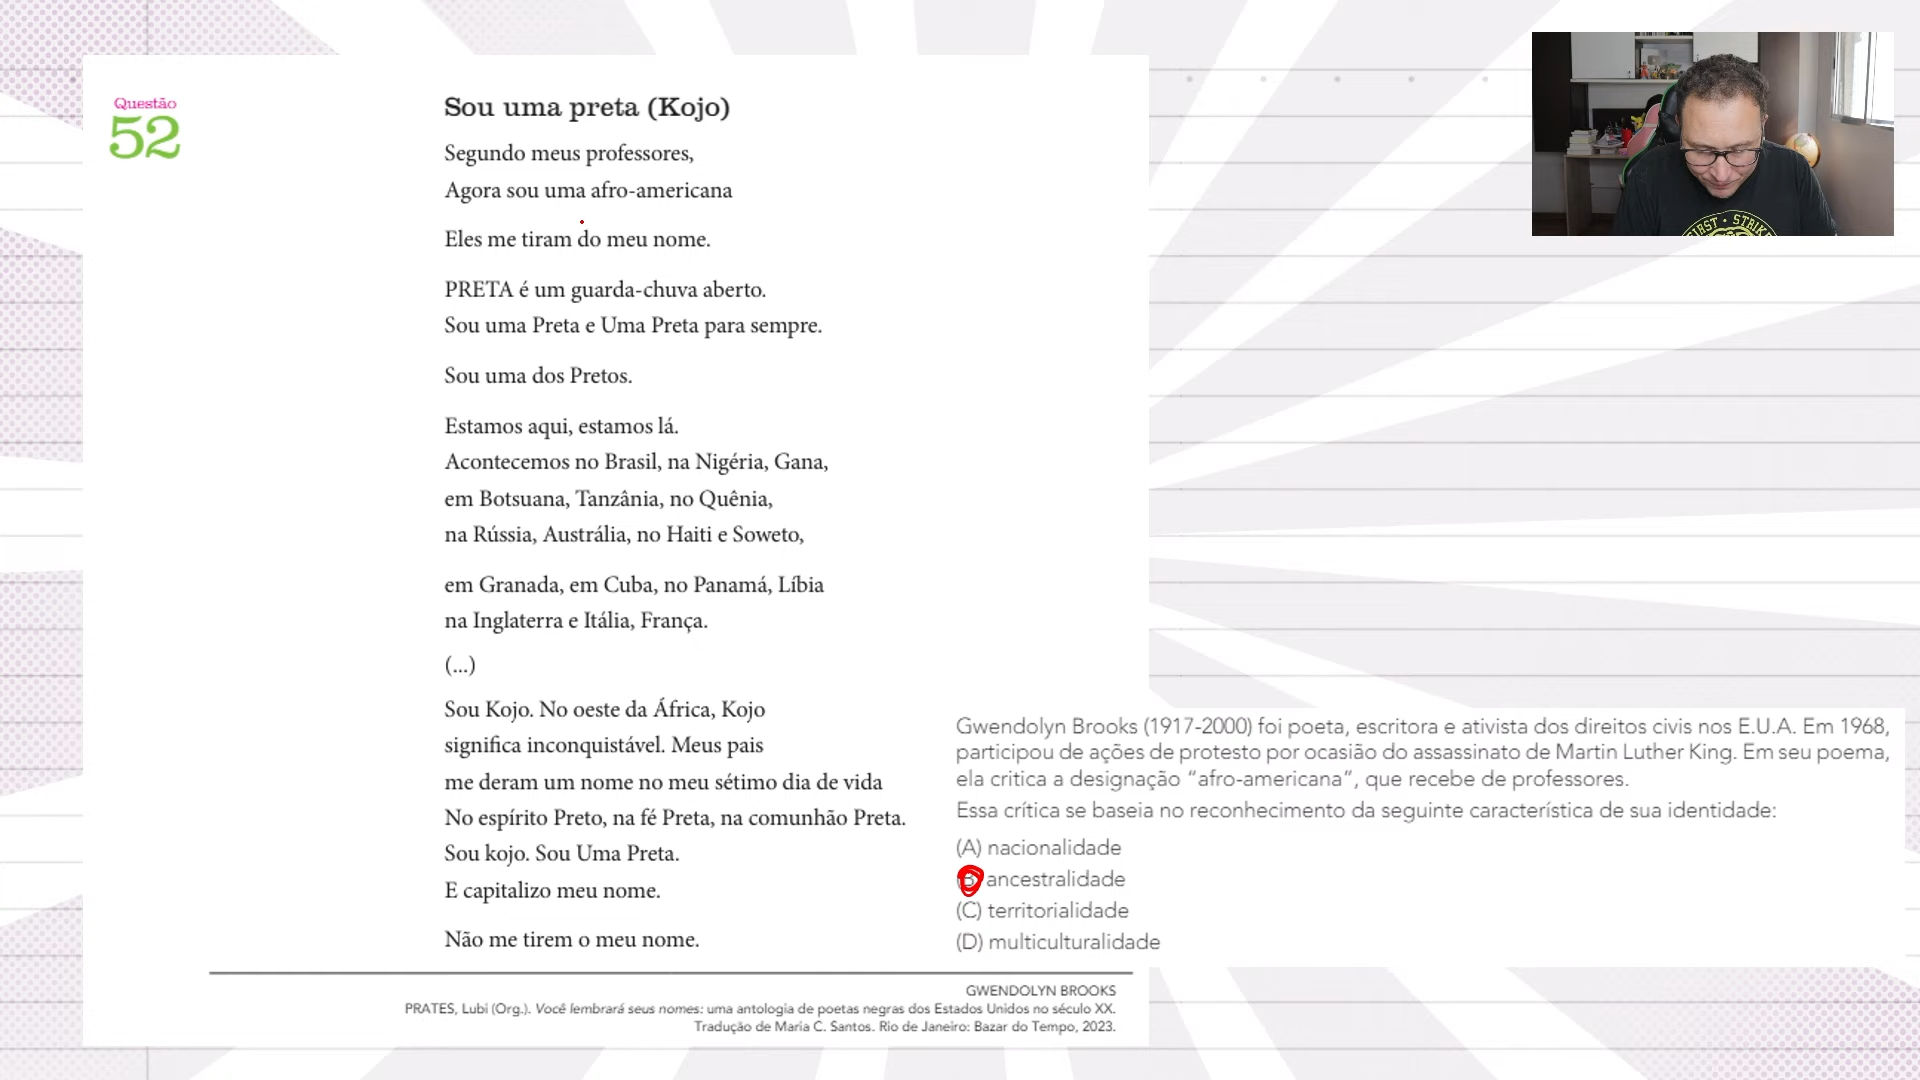 Questão
52
Sou uma preta (Kojo)
Segundo meus professores,
Agora sou uma afro-americana
Eles me tiram do meu nome.
PRETA é um guarda-chuva aberto.
Sou uma Preta e Uma Preta para sempre.
Sou uma dos Pretos.
Estamos aqui, estamos lá.
Acontecemos no Brasil, na Nigéria, Gana,
em Botsuana, Tanzânia, no Quênia,
na Rússia, Austrália, no Haiti e Soweto,
em Granada, em Cuba, no Panamá, Líbia
na Inglaterra e Itália, França.
(...)
Sou Kojo. No oeste da África, Kojo
significa inconquistável. Meus pais
me deram um nome no meu sétimo dia de vida
No espírito Preto, na fé Preta, na comunhão Preta.
Sou kojo. Sou Uma Preta.
E capitalizo meu nome.
Não me tirem o meu nome.
GWENDOLYN BROOKS
PRATES, Lubi (Org.). Você lembrará seus nomes: uma antologia de poetas negras dos Estados Unidos no século XX.
Tradução de Maria C. Santos. Rio de Janeiro: Bazar do Tempo, 2023.
Gwendolyn Brooks (1917-2000) foi poeta, escritora e ativista dos direitos civis nos E.U.A. Em 1968,
participou de ações de protesto por ocasião do assassinato de Martin Luther King. Em seu poema,
ela critica a designação “afro-americana”, que recebe de professores.
Essa crítica se baseia no reconhecimento da seguinte característica de sua identidade:
(A) nacionalidade
(B) ancestralidade
(C) territorialidade
(D) multiculturalidade
FIRST • STRIKE